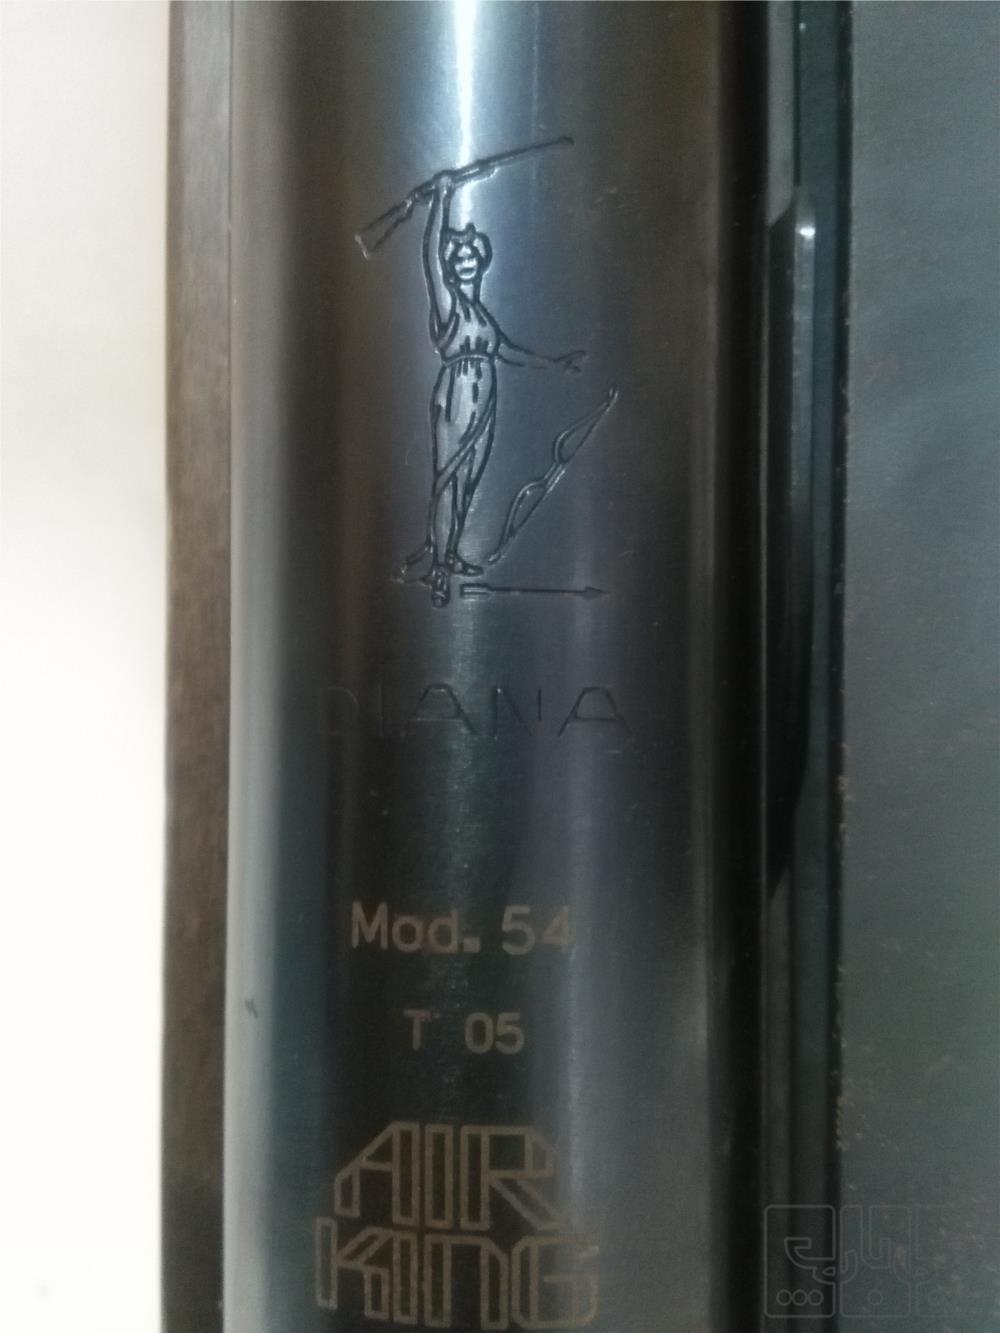 DIANA
Mod. 54
T 05
AIR
KING